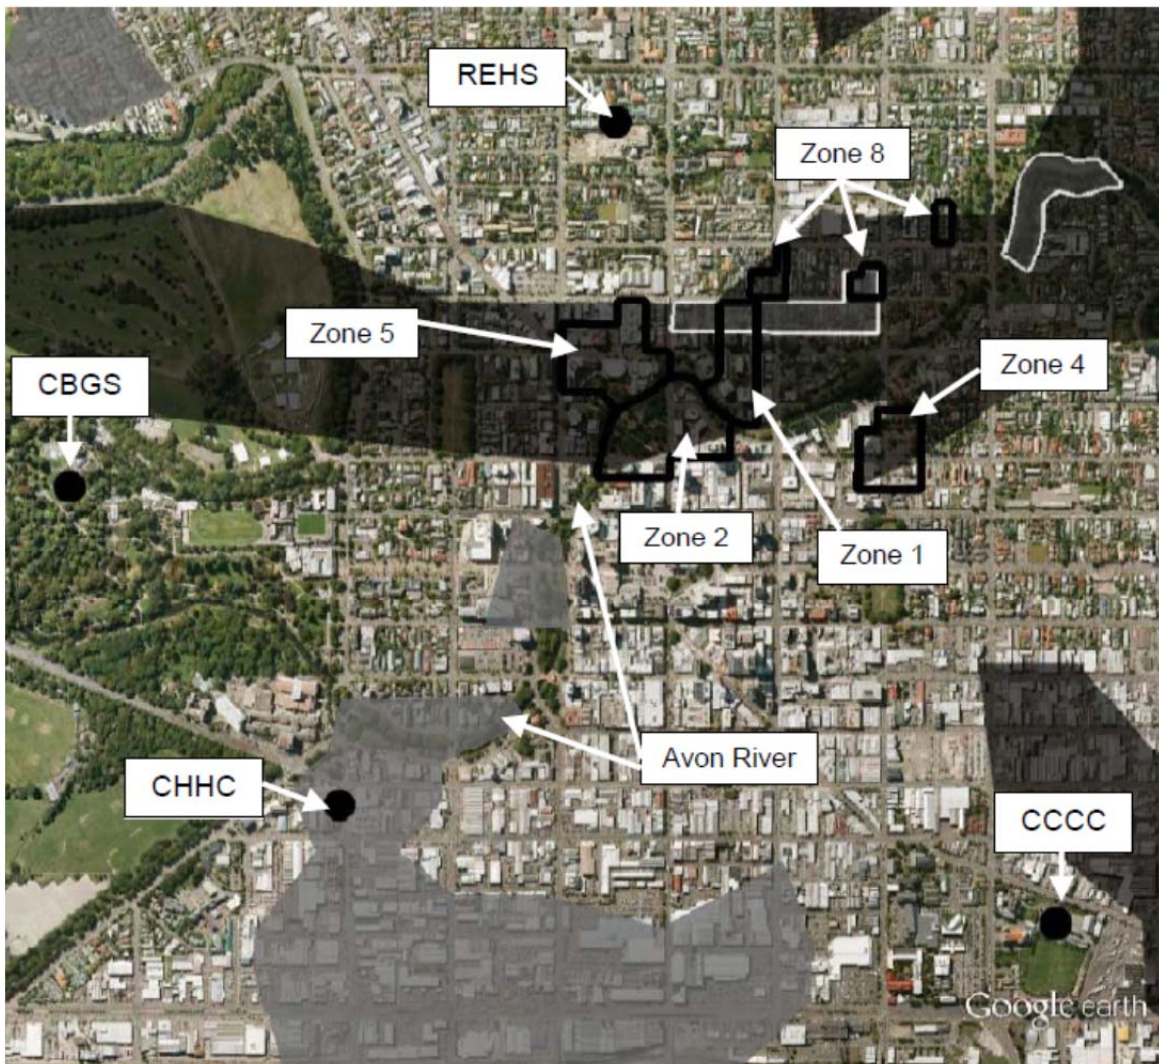 REHS
Zone 8
Zone 5
Zone 4
CBGS
Zone 2
Zone 1
Avon River
CHHC
CCCC
Google earth